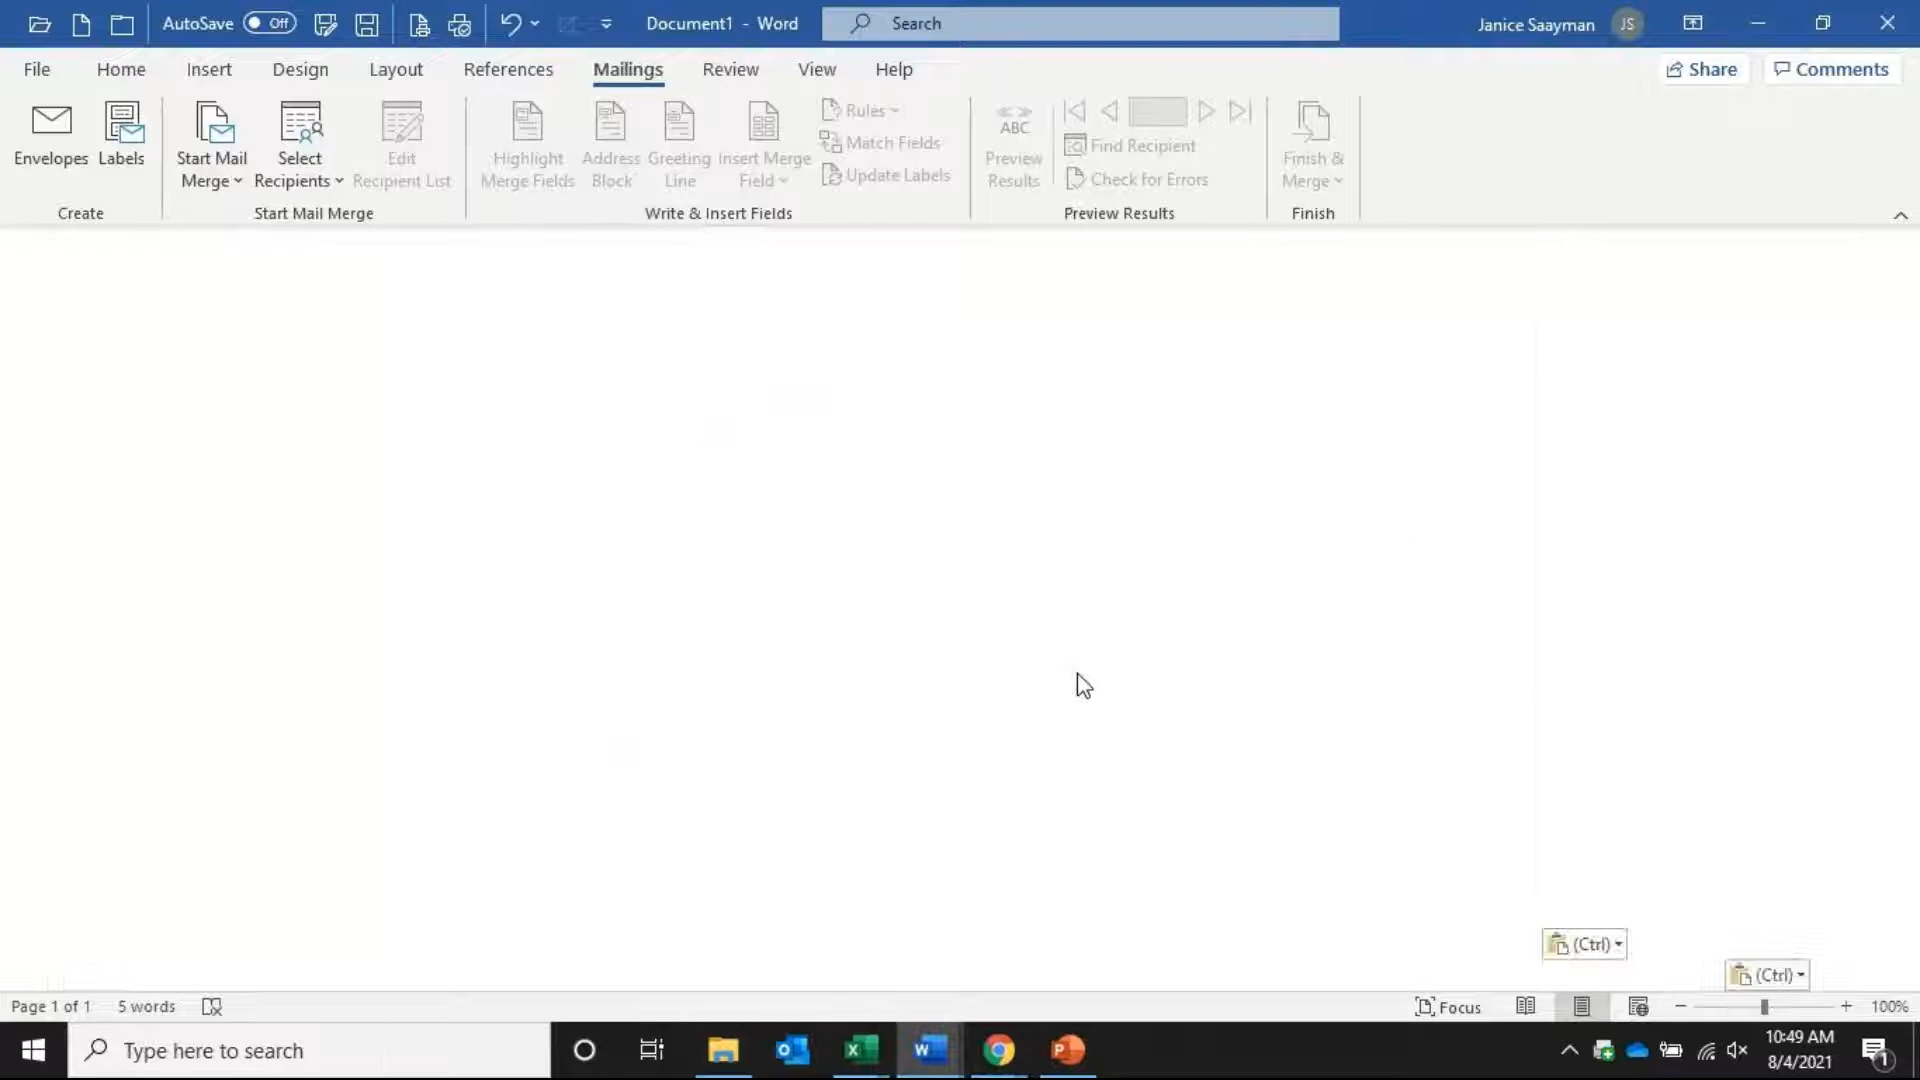 AutoSave Off Document1 - Word Search Janice Saayman JS
File Home Insert Design Layout References Mailings Review View Help Share Comments
Envelopes Labels
Start Mail Merge
Select Recipients
Edit Recipient List
Highlight Merge Fields
Address Block
Greeting Line
Insert Merge Field
Rules
Match Fields
Update Labels
ABC
Preview Results
Find Recipient
Check for Errors
Finish & Merge
Create Start Mail Merge Write & Insert Fields Preview Results Finish
(Ctrl)
(Ctrl)
Page 1 of 1 5 words Focus 100%
Type here to search
10:49 AM
8/4/2021
1